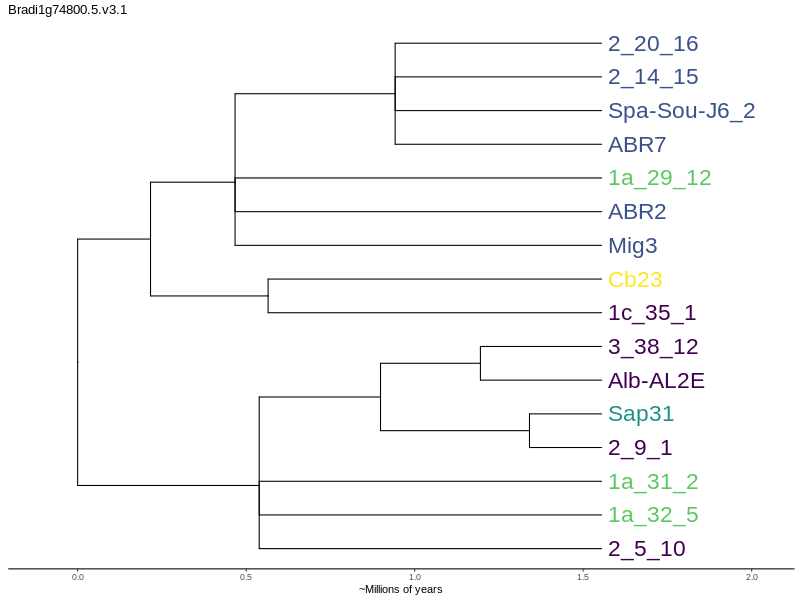 Bradi1g74800.5.v3.1
2_20_16
2_14_15
Spa-Sou-J6_2
ABR7
1a_29_12
ABR2
Mig3
Cb23
1c_35_1
3_38_12
Alb-AL2E
Sap31
2_9_1
1a_31_2
1a_32_5
2_5_10
0.0 0.5 1.0 1.5 2.0
~Millions of years